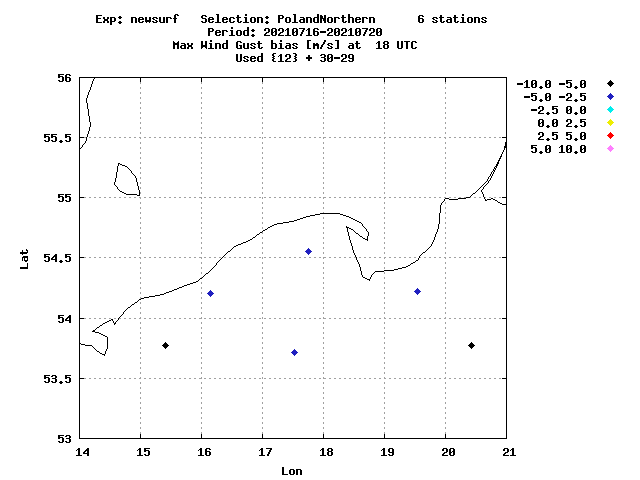 Exp: newsurf Selection: PolandNorthern 6 stations
Period: 20210716-20210720
Max Wind Gust bias [m/s] at 18 UTC
Used {12} + 30-29
-10.0 -5.0
-5.0 -2.5
-2.5 0.0
0.0 2.5
2.5 5.0
5.0 10.0
56
55.5
55
54.5
54
53.5
53
Lat
14 15 16 17 18 19 20 21
Lon